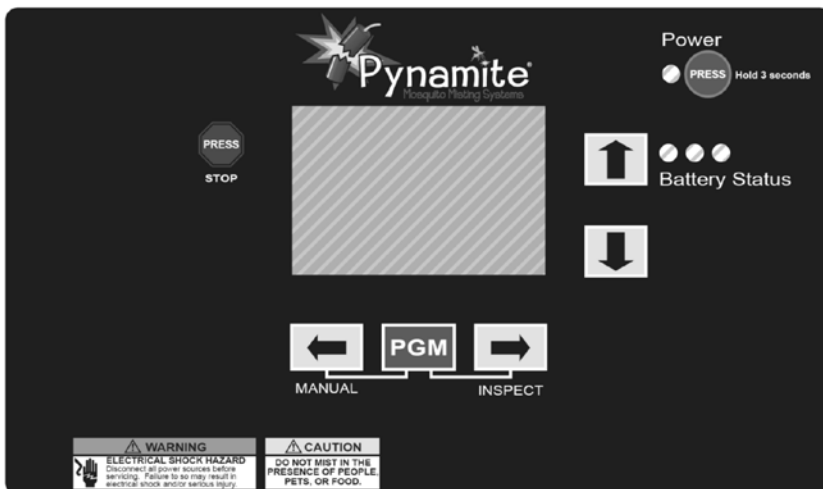 Pynamite®
Mosquito Misting Systems
Power
PRESS
Hold 3 seconds
PRESS
STOP
Battery Status
PGM
MANUAL
INSPECT
WARNING
ELECTRICAL SHOCK HAZARD
Disconnect all power sources before
servicing. Failure to so may result in
electrical shock and/or serious injury.
CAUTION
DO NOT MIST IN THE
PRESENCE OF PEOPLE,
PETS, OR FOOD.